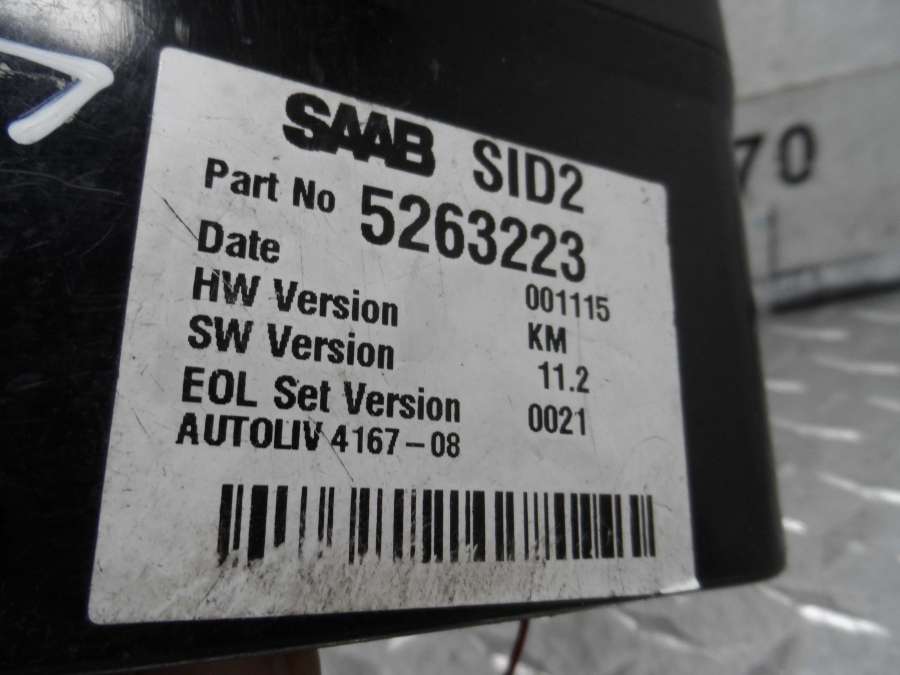 SAAB SID2
Part No 5263223
Date 001115
HW Version KM
SW Version 11.2
EOL Set Version 0021
AUTOLIV 4167-08
70